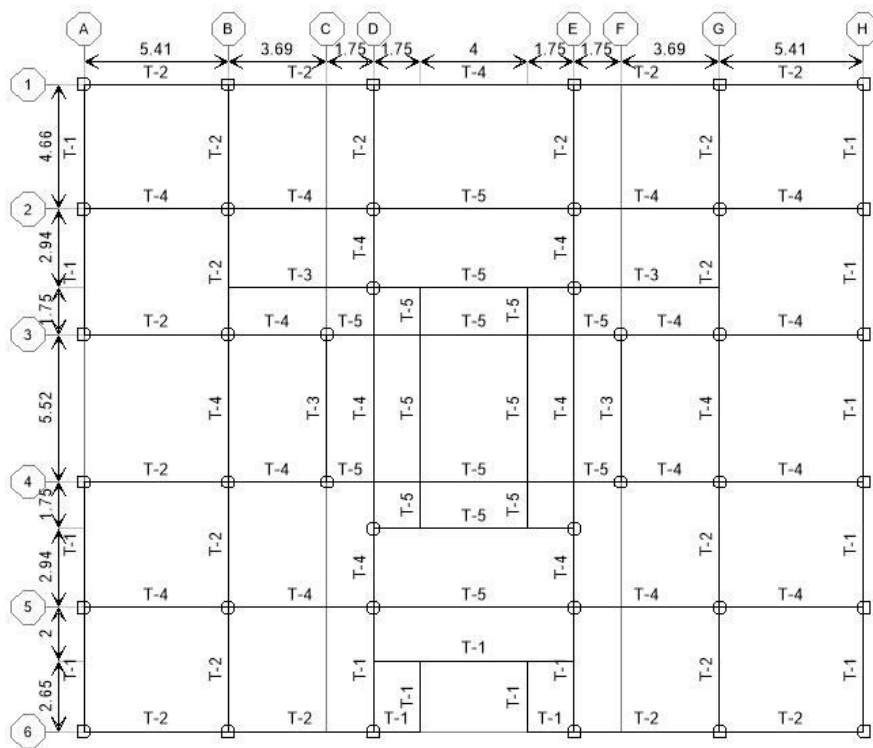 A B C D E F G H
5.41 3.69 1.75 1.75 4 1.75 1.75 3.69 5.41
1 T-2 T-2 T-4 T-2 T-2
4.66 T-1 T-2 T-2 T-2 T-2 T-1
2 T-4 T-4 T-5 T-4 T-4
2.94 T-1 T-2 T-4 T-4 T-2 T-1
T-3 T-5 T-3
1.75 T-5 T-5
3 T-2 T-4 T-5 T-5 T-5 T-4 T-4
5.52 T-4 T-3 T-4 T-5 T-5 T-4 T-3 T-4 T-1
4 T-2 T-4 T-5 T-5 T-5 T-4 T-4
1.75 T-5 T-5
T-5
2.94 T-1 T-2 T-4 T-4 T-2 T-1
5 T-4 T-4 T-5 T-4 T-4
2 T-1
2.65 T-1 T-2 T-1 T-1 T-1 T-1 T-2 T-1
6 T-2 T-2 T-1 T-1 T-2 T-2